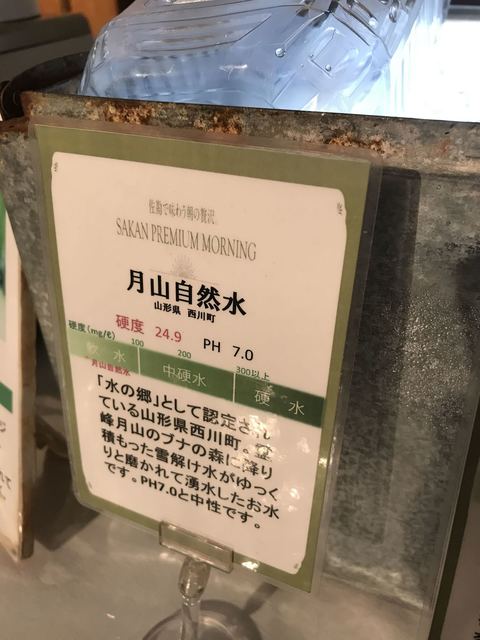 佐勘で味わう朝の贅沢
SAKAN PREMIUM MORNING
月山自然水
山形県 西川町
硬度 24.9 PH 7.0
硬度(mg/ℓ) 100 200 300以上
軟水 中硬水 硬水
月山自然水
「水の郷」として認定され
ている山形県西川町。霊
峰月山のブナの森に降り
積もった雪解け水がゆっく
りと磨かれて湧水したお水
です。PH7.0と中性です。